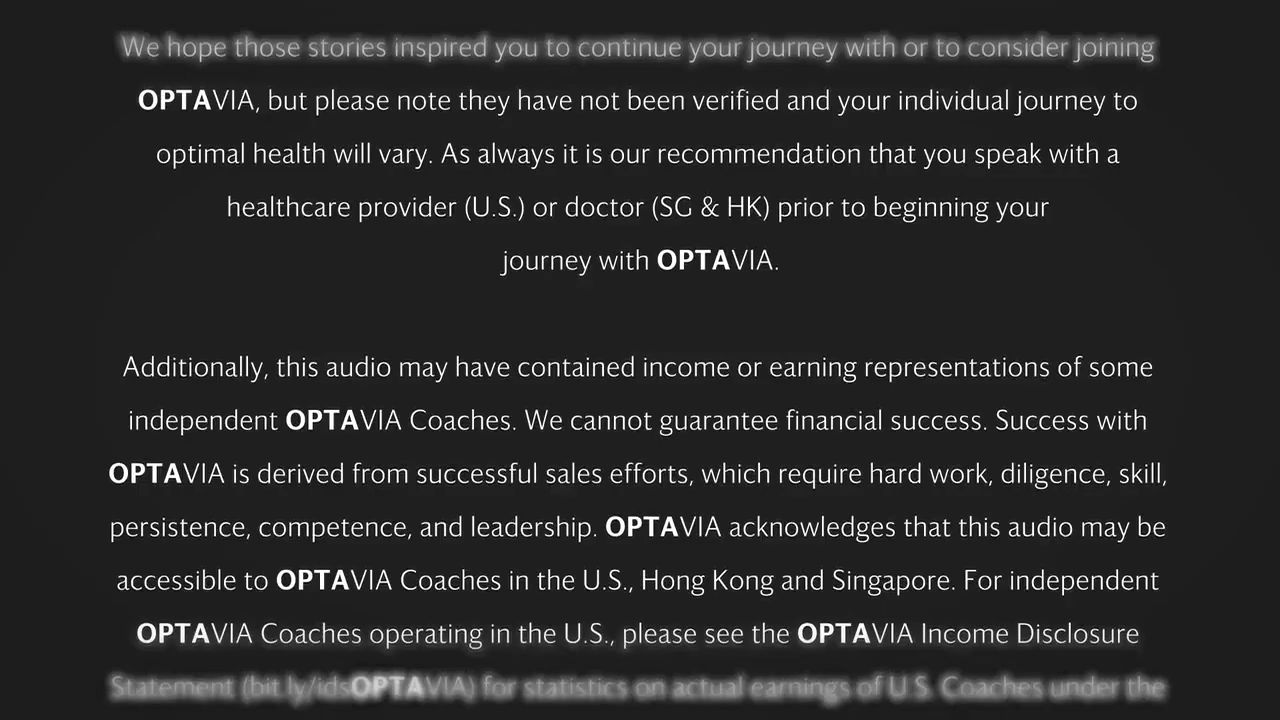 We hope those stories inspired you to continue your journey with or to consider joining
OPTAVIA, but please note they have not been verified and your individual journey to
optimal health will vary. As always it is our recommendation that you speak with a
healthcare provider (U.S.) or doctor (SG & HK) prior to beginning your
journey with OPTAVIA.
Additionally, this audio may have contained income or earning representations of some
independent OPTAVIA Coaches. We cannot guarantee financial success. Success with
OPTAVIA is derived from successful sales efforts, which require hard work, diligence, skill,
persistence, competence, and leadership. OPTAVIA acknowledges that this audio may be
accessible to OPTAVIA Coaches in the U.S., Hong Kong and Singapore. For independent
OPTAVIA Coaches operating in the U.S., please see the OPTAVIA Income Disclosure
Statement (bit.ly/idsOPTAVIA) for statistics on actual earnings of U.S. Coaches under the